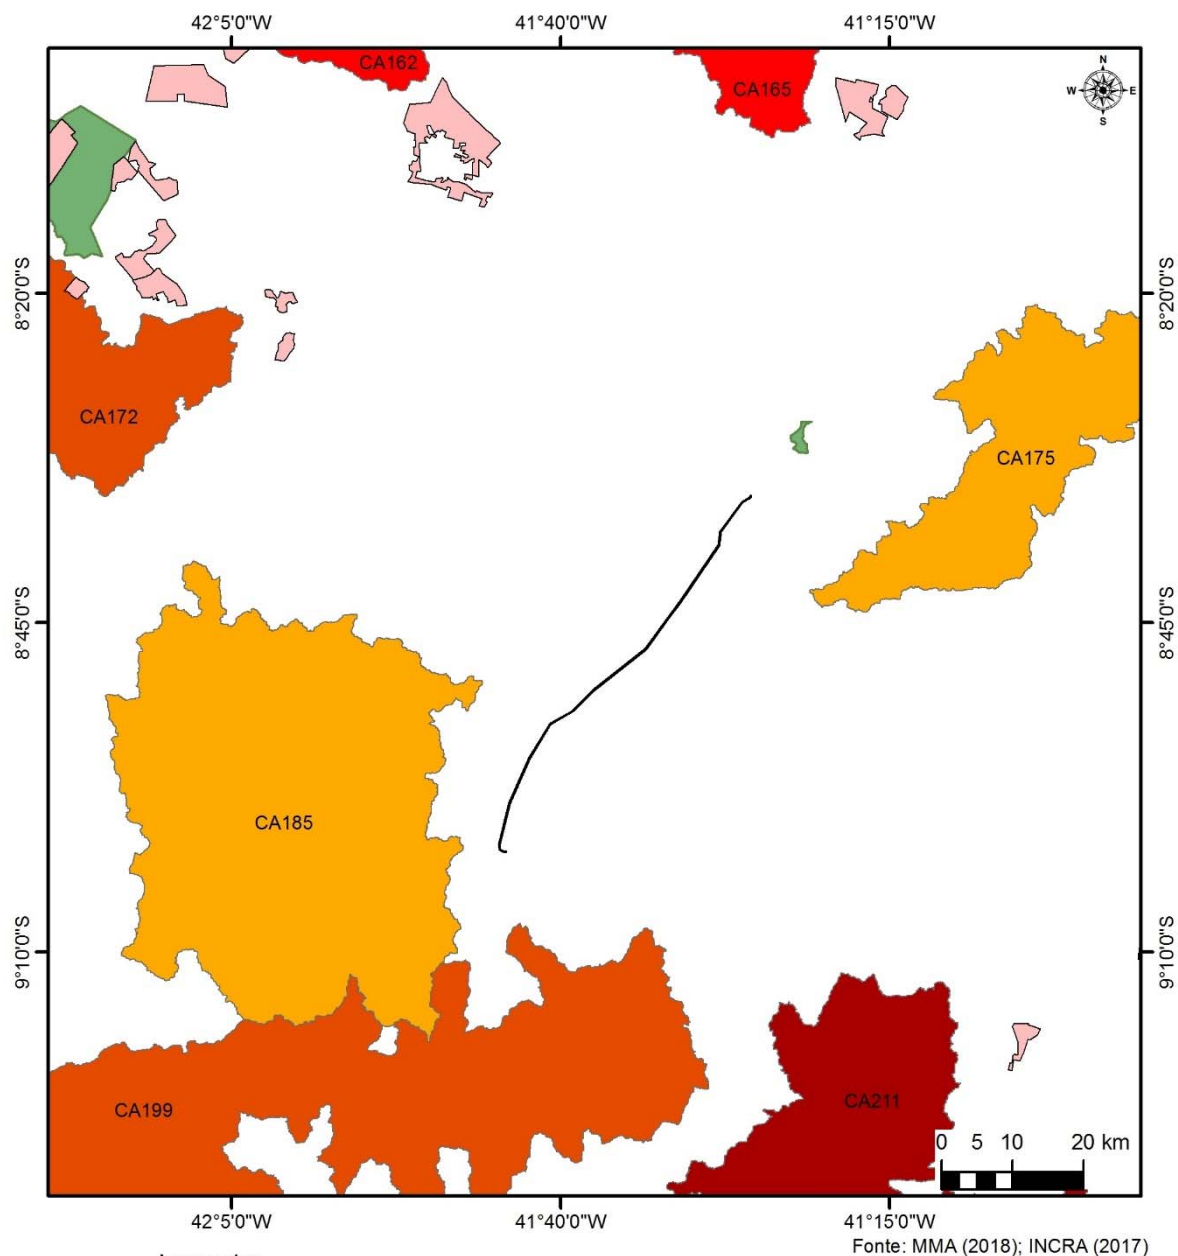 42°5'0"W 41°40'0"W 41°15'0"W
CA162
CA165
N
W E
S
8°20'0"S 8°20'0"S
CA172
CA175
8°45'0"S 8°45'0"S
CA185
9°10'0"S 9°10'0"S
CA199
CA211
0 5 10 20 km
42°5'0"W 41°40'0"W 41°15'0"W
Fonte: MMA (2018); INCRA (2017)